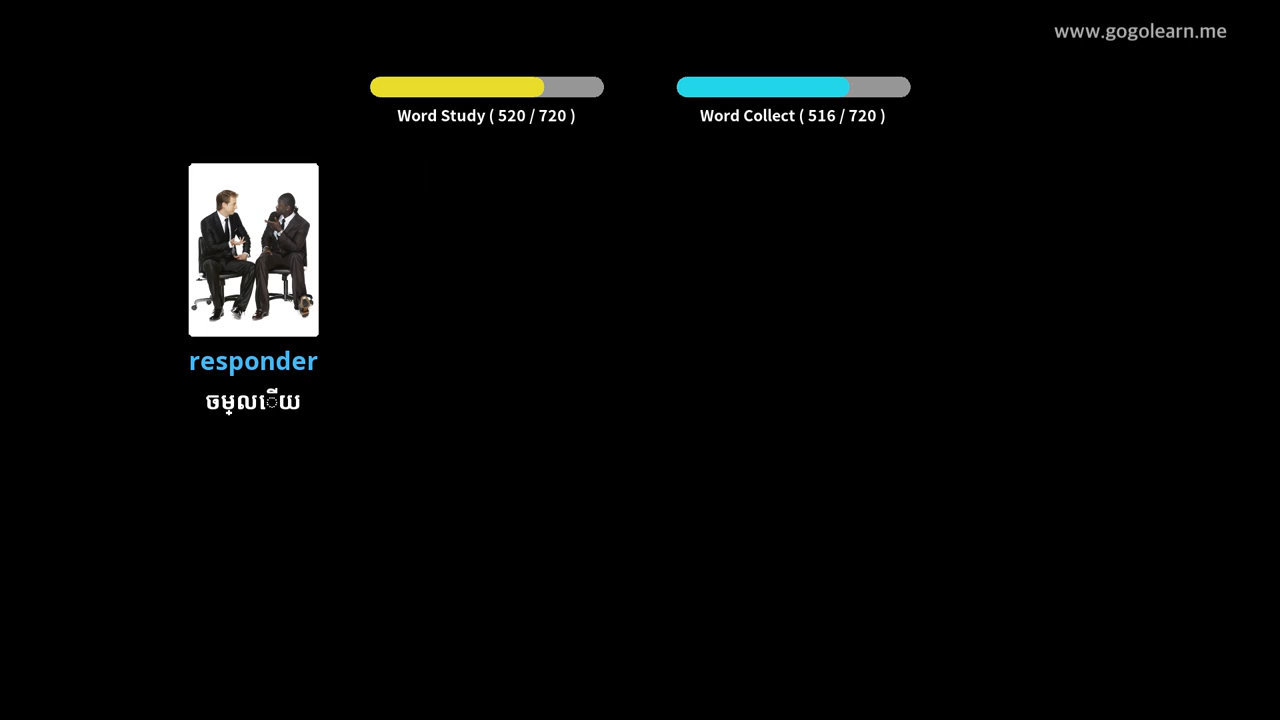 www.gogolearn.me
Word Study ( 520 / 720 )
Word Collect ( 516 / 720 )
responder
ចម្លើយ